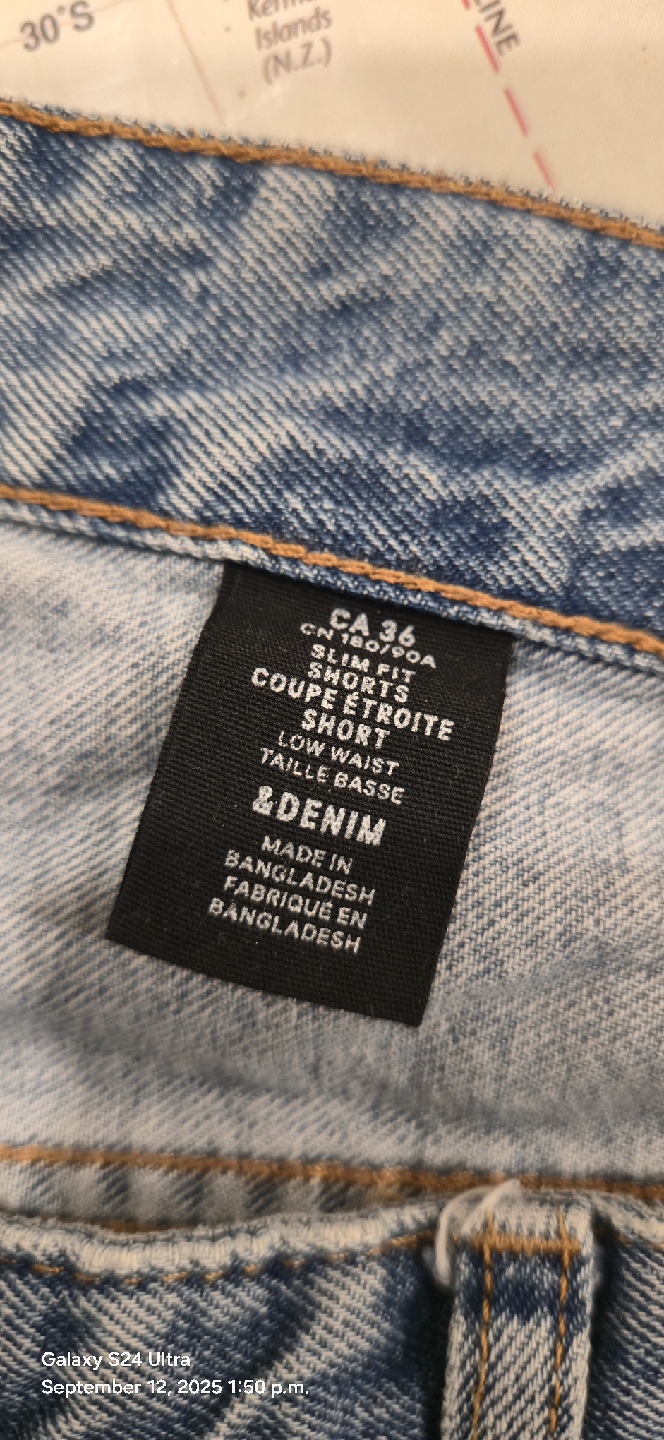 30°S
Islands
(N.Z.)
LINE
CA 36
CN 180/90A
SLIM FIT
SHORTS
COUPE ÉTROITE
SHORT
LOW WAIST
TAILLE BASSE
&DENIM
MADE IN
BANGLADESH
FABRIQUÉ EN
BANGLADESH
Galaxy S24 Ultra
September 12, 2025 1:50 p.m.